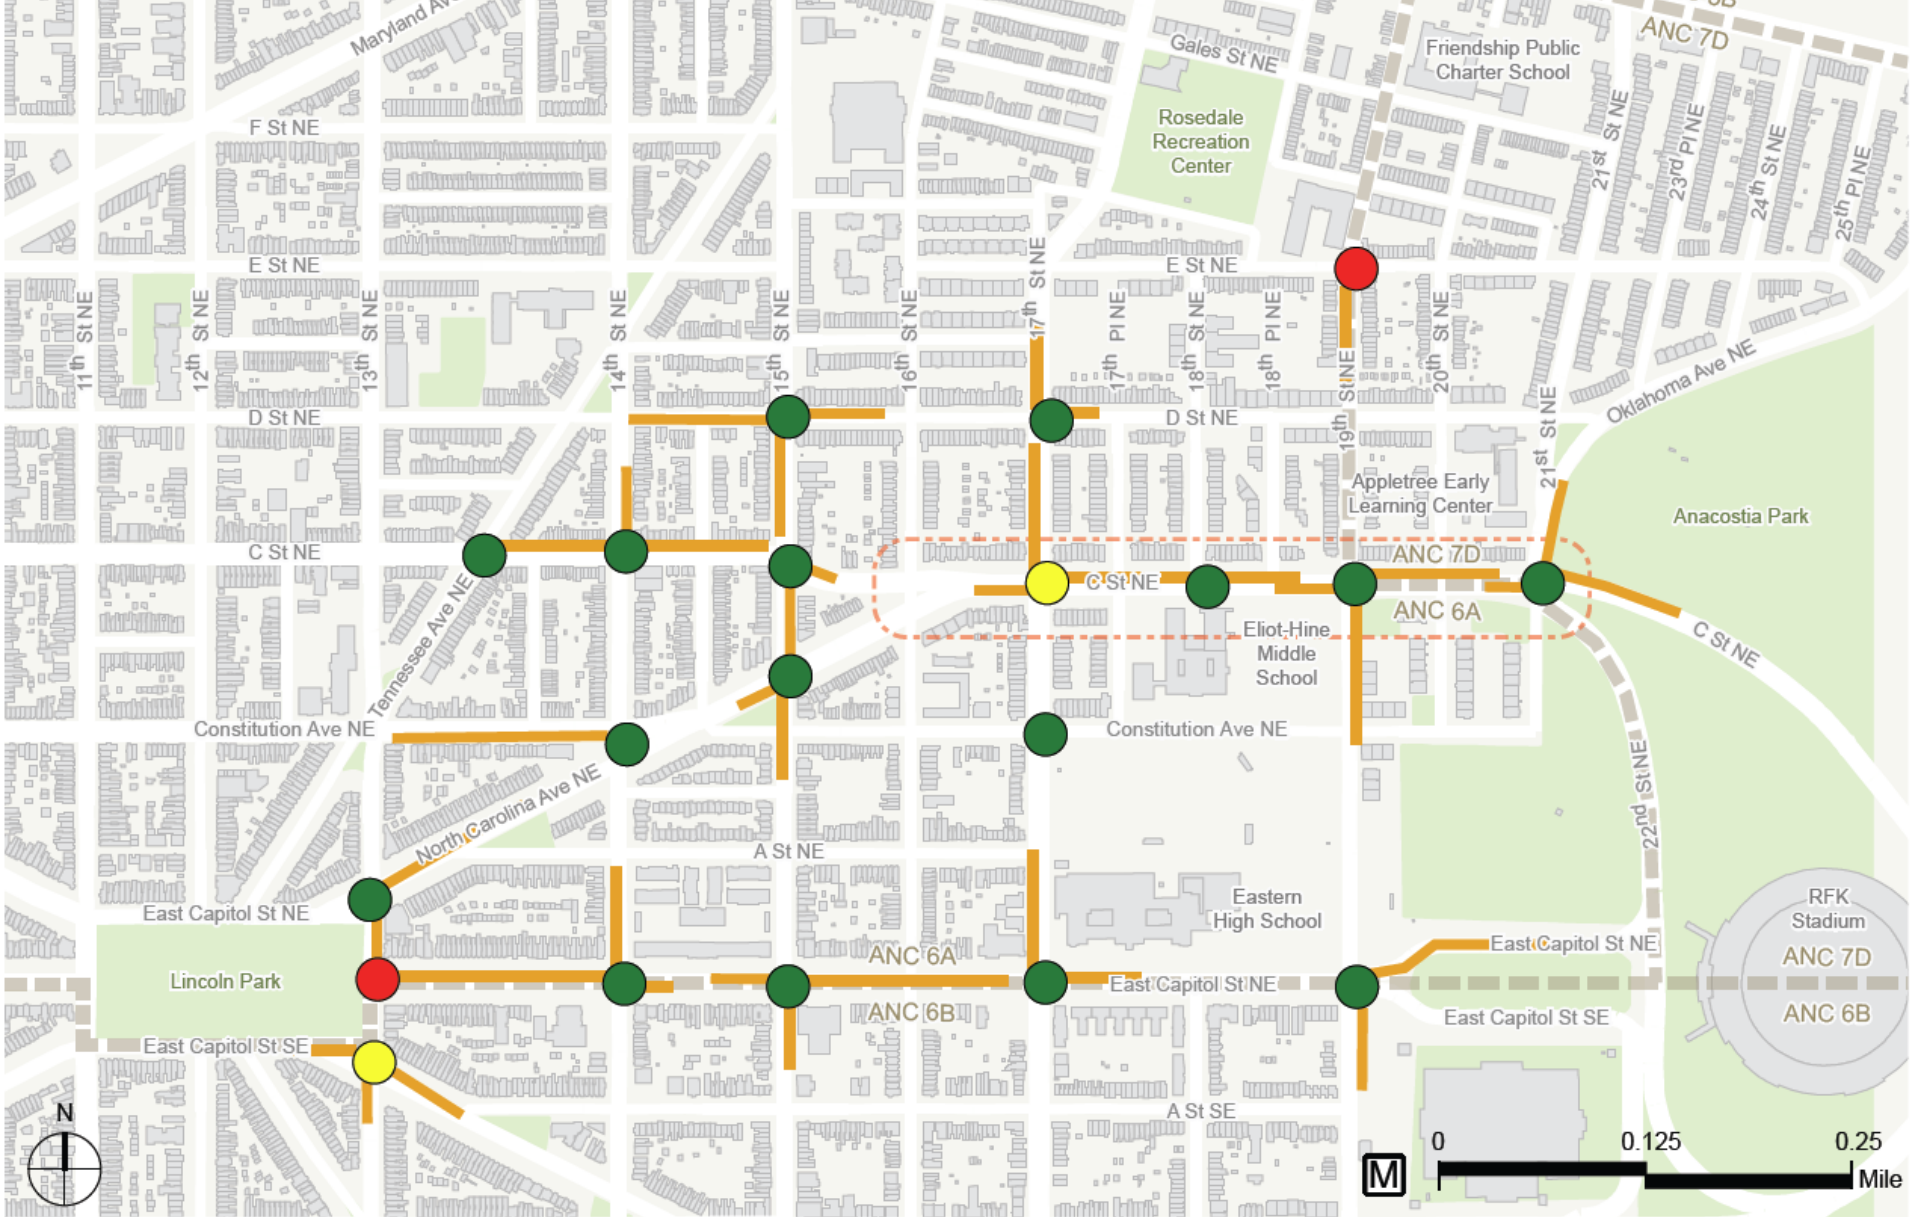 Maryland Ave
6B
ANC 7D
Gales St NE
Friendship Public
Charter School
Rosedale
Recreation
Center
21st St NE
23rd Pl NE
24th St NE
25th Pl NE
F St NE
E St NE
E St NE
11th St NE
12th St NE
13th St NE
14th St NE
15th St NE
16th St NE
17th St NE
17th Pl NE
18th St NE
18th Pl NE
19th St NE
20th St NE
21st St NE
Oklahoma Ave NE
D St NE
D St NE
Appletree Early
Learning Center
Anacostia Park
C St NE
ANC 7D
C St NE
ANC 6A
Tennessee Ave NE
Eliot-Hine
Middle
School
C St NE
Constitution Ave NE
Constitution Ave NE
22nd St NE
North Carolina Ave NE
A St NE
East Capitol St NE
Eastern
High School
RFK
Stadium
East Capitol St NE
ANC 6A
ANC 7D
Lincoln Park
East Capitol St NE
ANC 6B
East Capitol St SE
ANC 6B
East Capitol St SE
N
A St SE
0
0.125
0.25
M
Mile